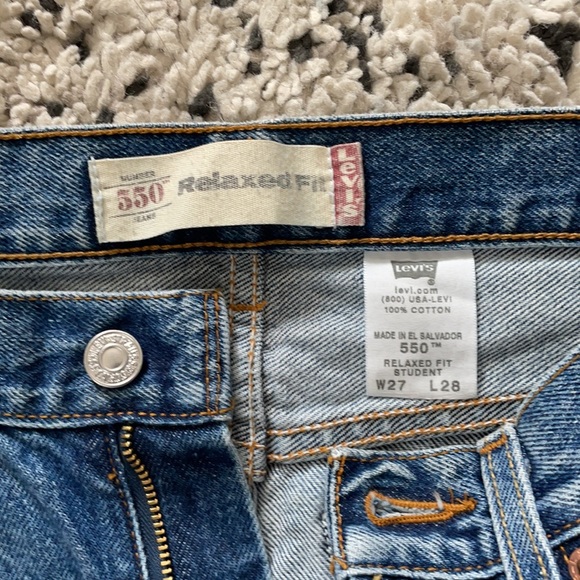 NUMBER
550
JEANS
Relaxed Fit
Levi's
Levi's ®
levi.com
(800) USA-LEVI
100% COTTON
MADE IN EL SALVADOR
550™
RELAXED FIT
STUDENT
W27 L28